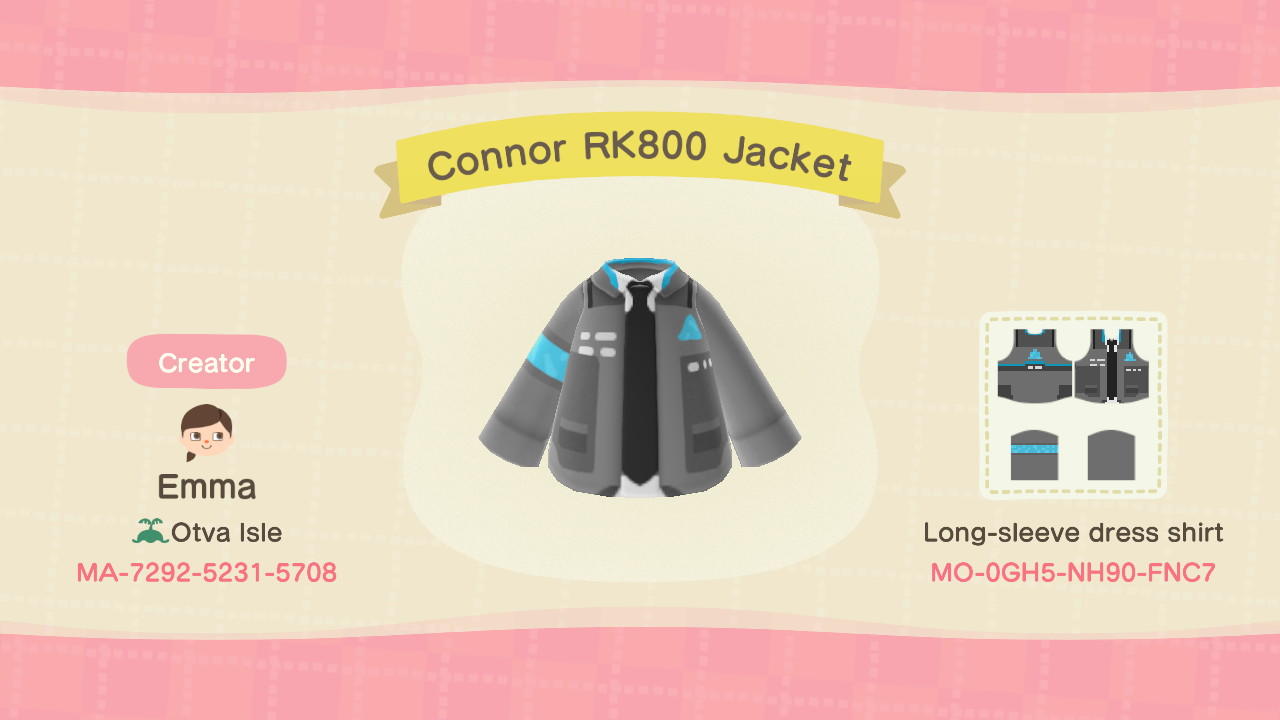 Connor RK800 Jacket
Creator
Emma
Otva Isle
MA-7292-5231-5708
Long-sleeve dress shirt
MO-0GH5-NH90-FNC7